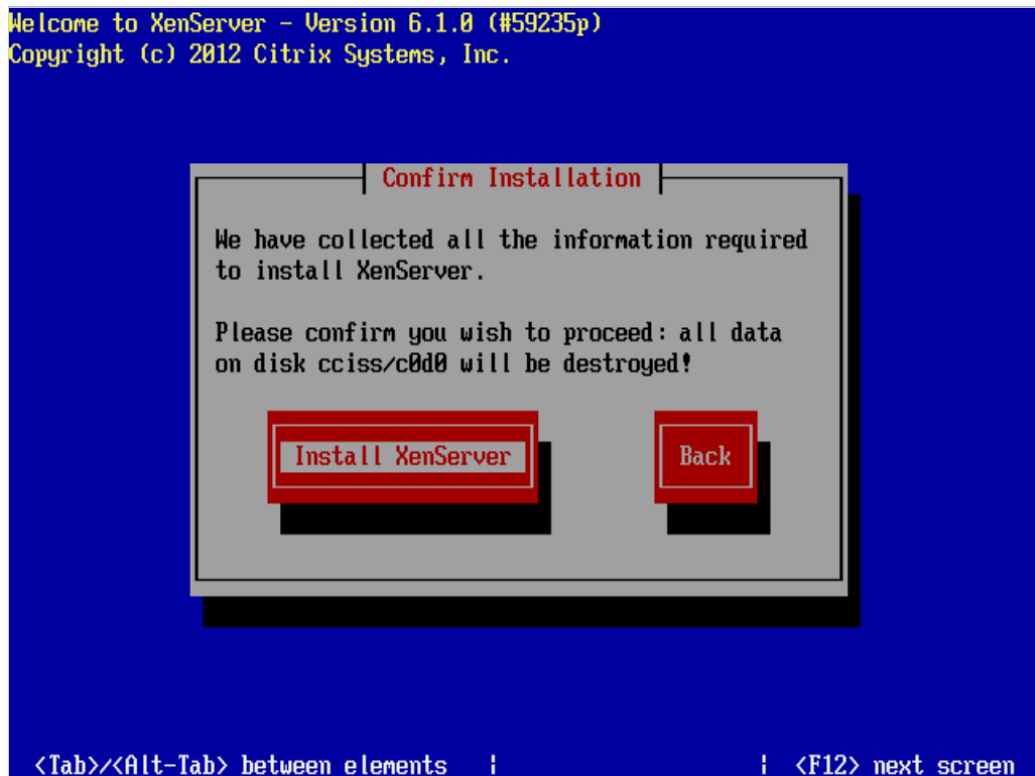 Welcome to XenServer - Version 6.1.0 (#59235p)
Copyright (c) 2012 Citrix Systems, Inc.
Confirm Installation
We have collected all the information required
to install XenServer.
Please confirm you wish to proceed: all data
on disk cciss/c0d0 will be destroyed!
Install XenServer
Back
<Tab>/<Alt-Tab> between elements | | <F12> next screen